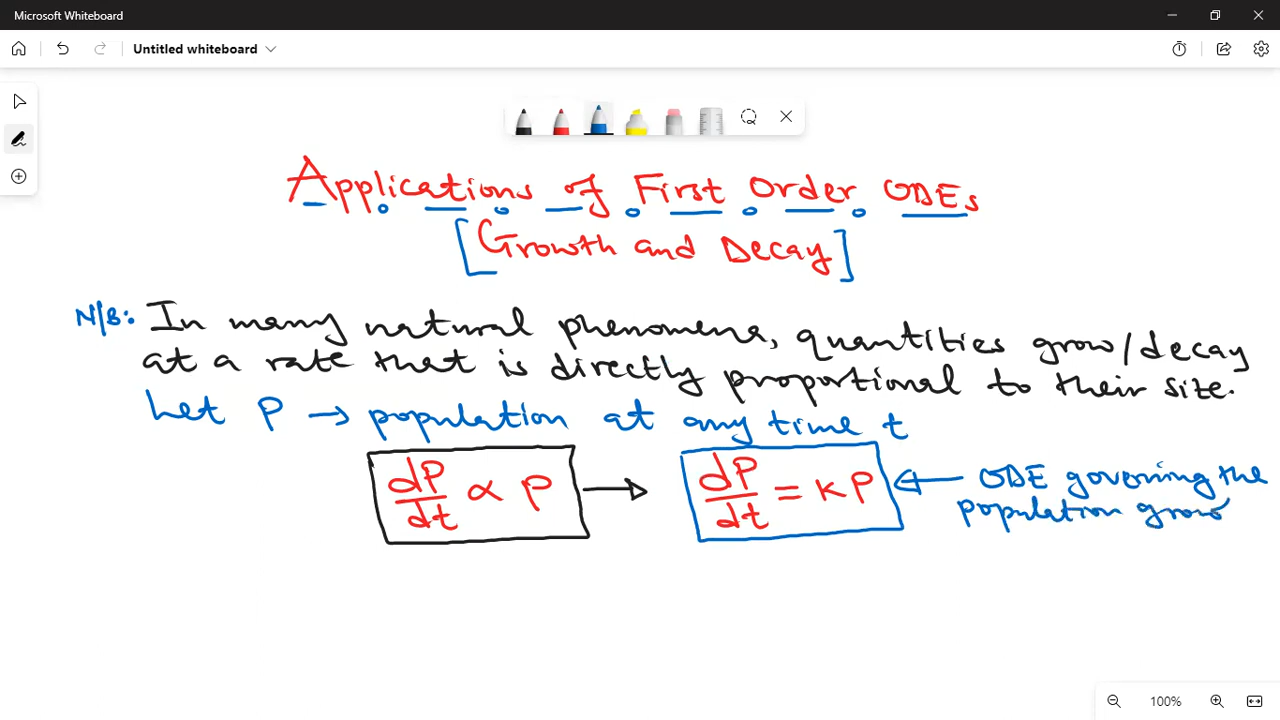 Microsoft Whiteboard
Untitled whiteboard
Applications of First Order ODEs
[Growth and Decay]
N/B: In many natural phenomena, quantities grow/decay
at a rate that is directly proportional to their size.
Let P → population at any time t
dP/dt ∝ P → dP/dt = KP ← ODE governing the
population grow
100%